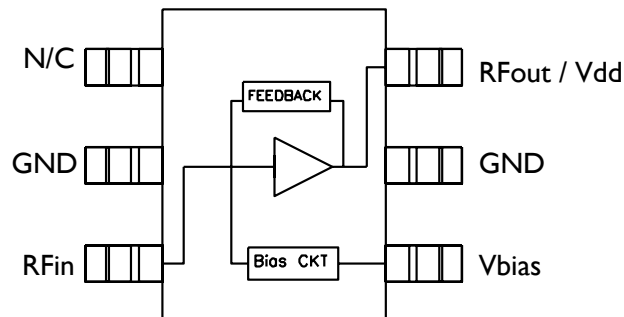 N/C
RFout / Vdd
FEEDBACK
GND
GND
RFin
Bias CKT
Vbias